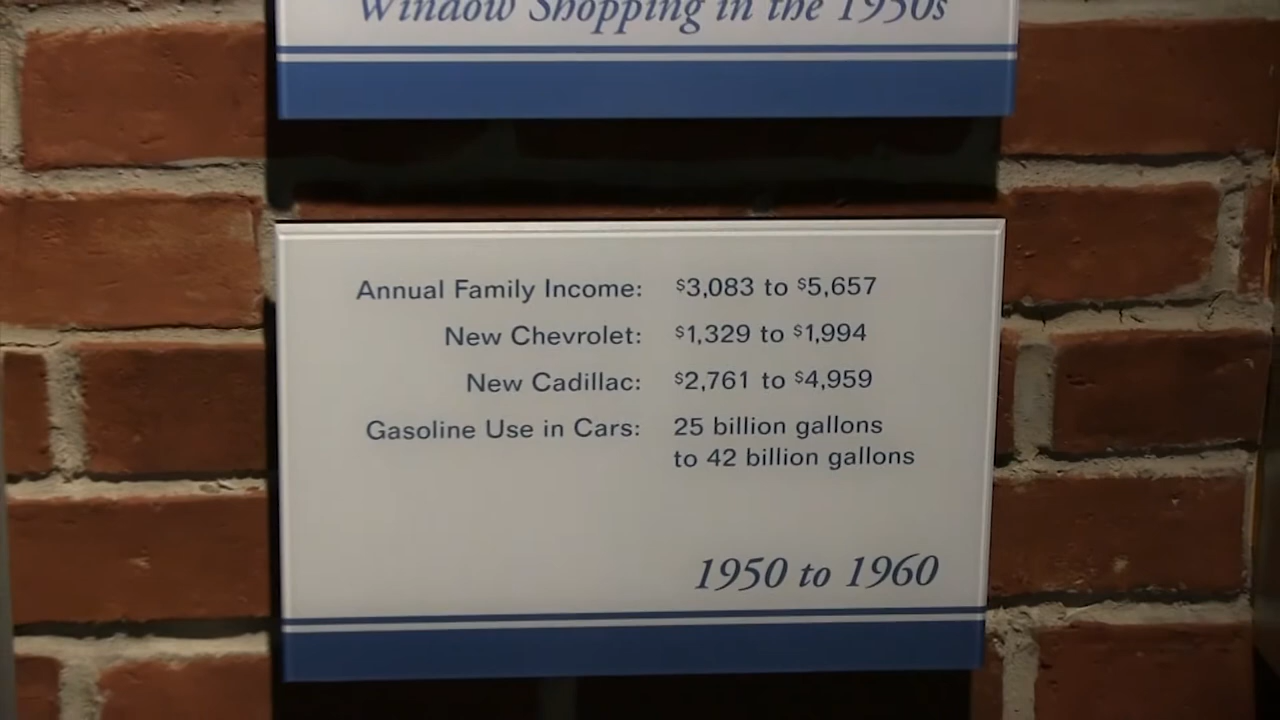 Window Shopping in the 1950s
Annual Family Income: $3,083 to $5,657
New Chevrolet: $1,329 to $1,994
New Cadillac: $2,761 to $4,959
Gasoline Use in Cars: 25 billion gallons
to 42 billion gallons
1950 to 1960